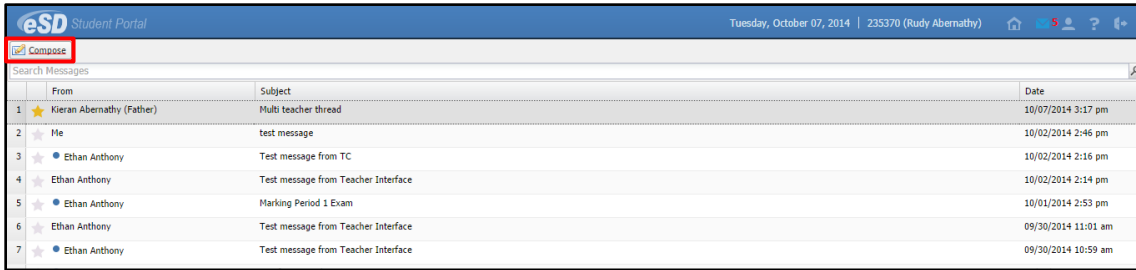 eSD Student Portal Tuesday, October 07, 2014 | 235370 (Rudy Abernathy) 5 ?
Compose
Search Messages
From Subject Date
1 Kieran Abernathy (Father) Multi teacher thread 10/07/2014 3:17 pm
2 Me test message 10/02/2014 2:46 pm
3 Ethan Anthony Test message from TC 10/02/2014 2:16 pm
4 Ethan Anthony Test message from Teacher Interface 10/02/2014 2:14 pm
5 Ethan Anthony Marking Period 1 Exam 10/01/2014 2:53 pm
6 Ethan Anthony Test message from Teacher Interface 09/30/2014 11:01 am
7 Ethan Anthony Test message from Teacher Interface 09/30/2014 10:59 am